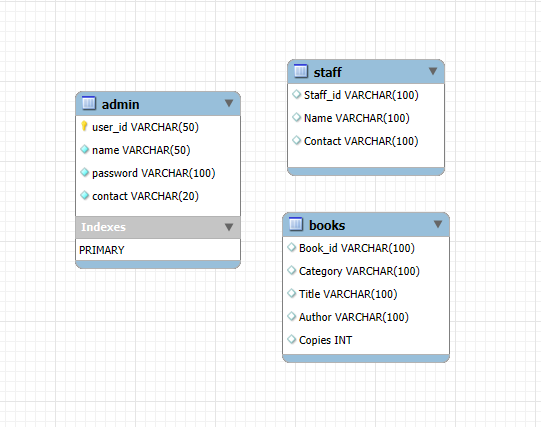 admin
user_id VARCHAR(50)
name VARCHAR(50)
password VARCHAR(100)
contact VARCHAR(20)
Indexes
PRIMARY
staff
Staff_id VARCHAR(100)
Name VARCHAR(100)
Contact VARCHAR(100)
books
Book_id VARCHAR(100)
Category VARCHAR(100)
Title VARCHAR(100)
Author VARCHAR(100)
Copies INT